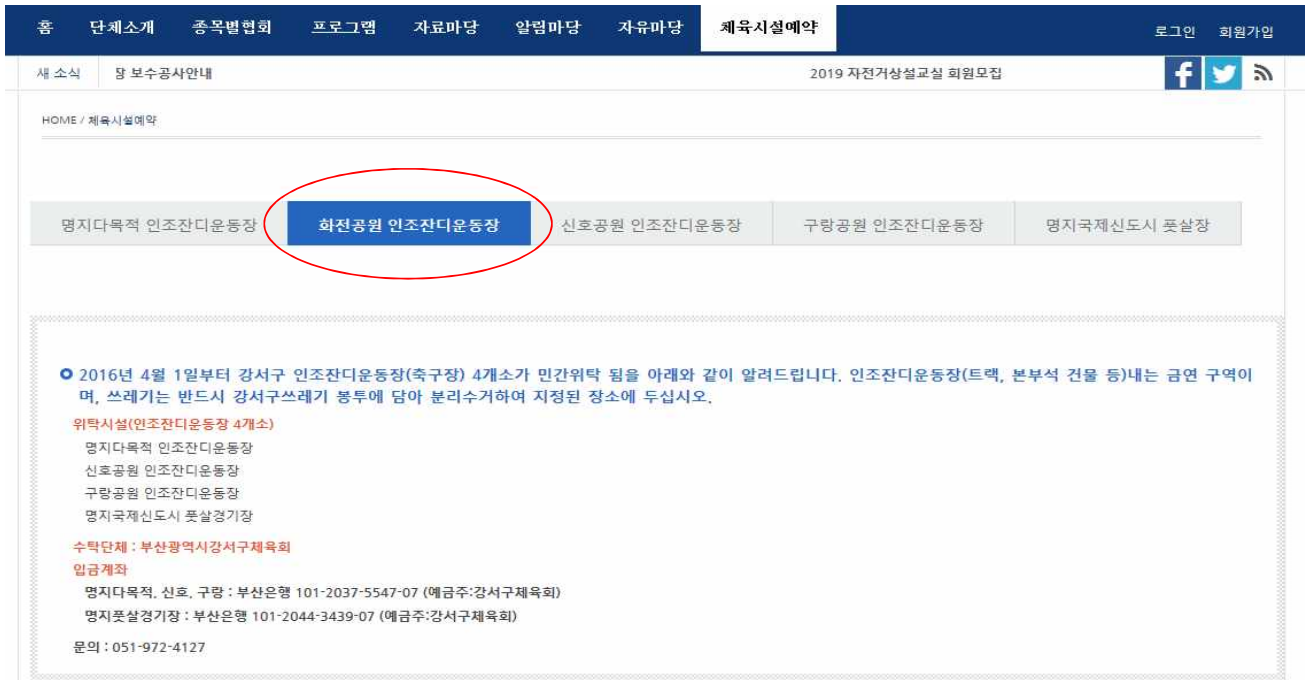 홈 단체소개 종목별협회 프로그램 자료마당 알림마당 자유마당 체육시설예약 로그인 회원가입
새 소식 장 보수공사안내 2019 자전거상설교실 회원모집
HOME / 체육시설예약
명지다목적 인조잔디운동장 화전공원 인조잔디운동장 신호공원 인조잔디운동장 구랑공원 인조잔디운동장 명지국제신도시 풋살장
2016년 4월 1일부터 강서구 인조잔디운동장(축구장) 4개소가 민간위탁 됨을 아래와 같이 알려드립니다. 인조잔디운동장(트랙, 본부석 건물 등)내는 금연 구역이
며, 쓰레기는 반드시 강서구쓰레기 봉투에 담아 분리수거하여 지정된 장소에 두십시오.
위탁시설(인조잔디운동장 4개소)
명지다목적 인조잔디운동장
신호공원 인조잔디운동장
구랑공원 인조잔디운동장
명지국제신도시 풋살경기장
수탁단체 : 부산광역시강서구체육회
입금계좌
명지다목적, 신호, 구랑 : 부산은행 101-2037-5547-07 (예금주:강서구체육회)
명지풋살경기장 : 부산은행 101-2044-3439-07 (예금주:강서구체육회)
문의 : 051-972-4127